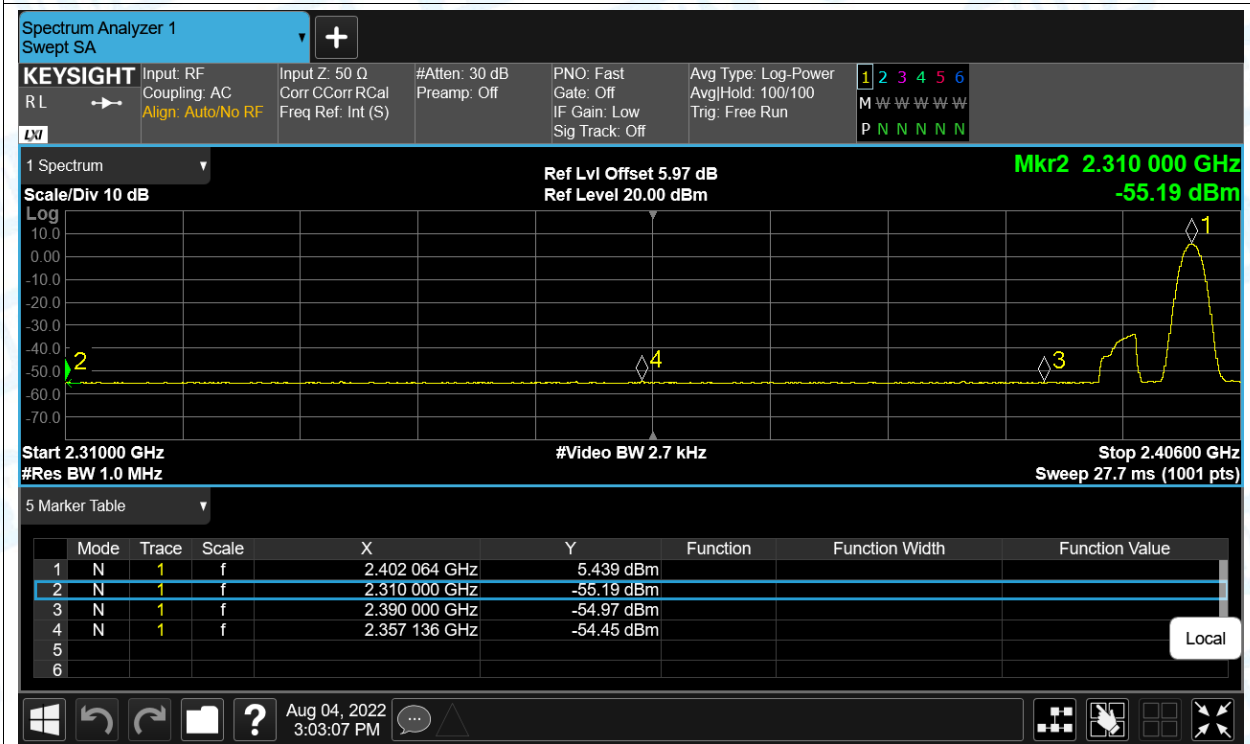 Spectrum Analyzer 1
Swept SA
KEYSIGHT Input: RF Input Z: 50 Ω #Atten: 30 dB PNO: Fast Avg Type: Log-Power 1 2 3 4 5 6
R L Coupling: AC Corr CCorr RCal Preamp: Off Gate: Off Avg|Hold: 100/100 M W W W W W
Align: Auto/No RF Freq Ref: Int (S) IF Gain: Low Trig: Free Run
LXI Sig Track: Off P N N N N N
1 Spectrum Ref Lvl Offset 5.97 dB Mkr2 2.310 000 GHz
Scale/Div 10 dB Ref Level 20.00 dBm -55.19 dBm
Log
10.0 1
0.00
-10.0
-20.0
-30.0
-40.0
2 4 3
-50.0
-60.0
-70.0
Start 2.31000 GHz #Video BW 2.7 kHz Stop 2.40600 GHz
#Res BW 1.0 MHz Sweep 27.7 ms (1001 pts)
5 Marker Table
Mode Trace Scale X Y Function Function Width Function Value
1 N 1 f 2.402 064 GHz 5.439 dBm
2 N 1 f 2.310 000 GHz -55.19 dBm
3 N 1 f 2.390 000 GHz -54.97 dBm
4 N 1 f 2.357 136 GHz -54.45 dBm
5
6
Local
? Aug 04, 2022
3:03:07 PM